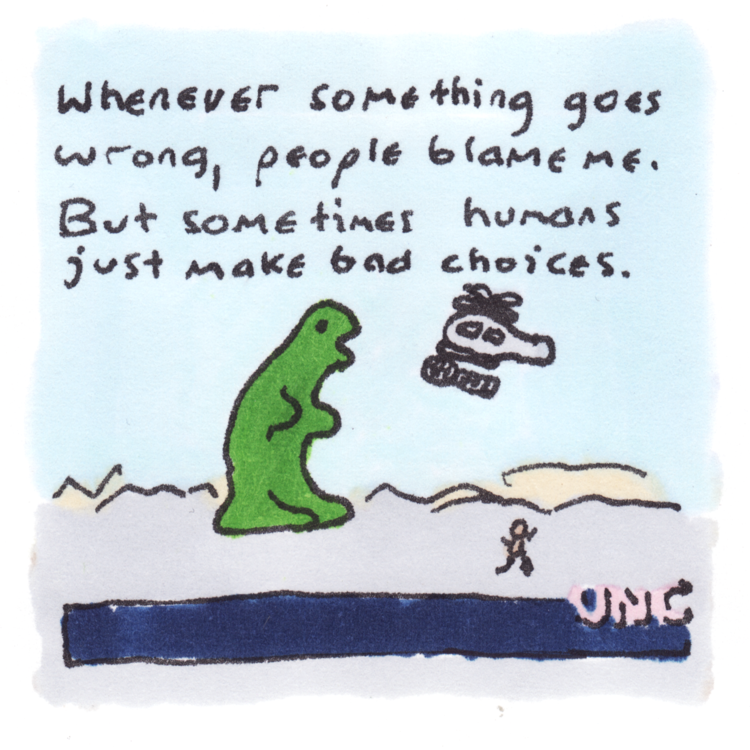 Whenever something goes
wrong, people blame me.
But sometimes humans
just make bad choices.
UNC